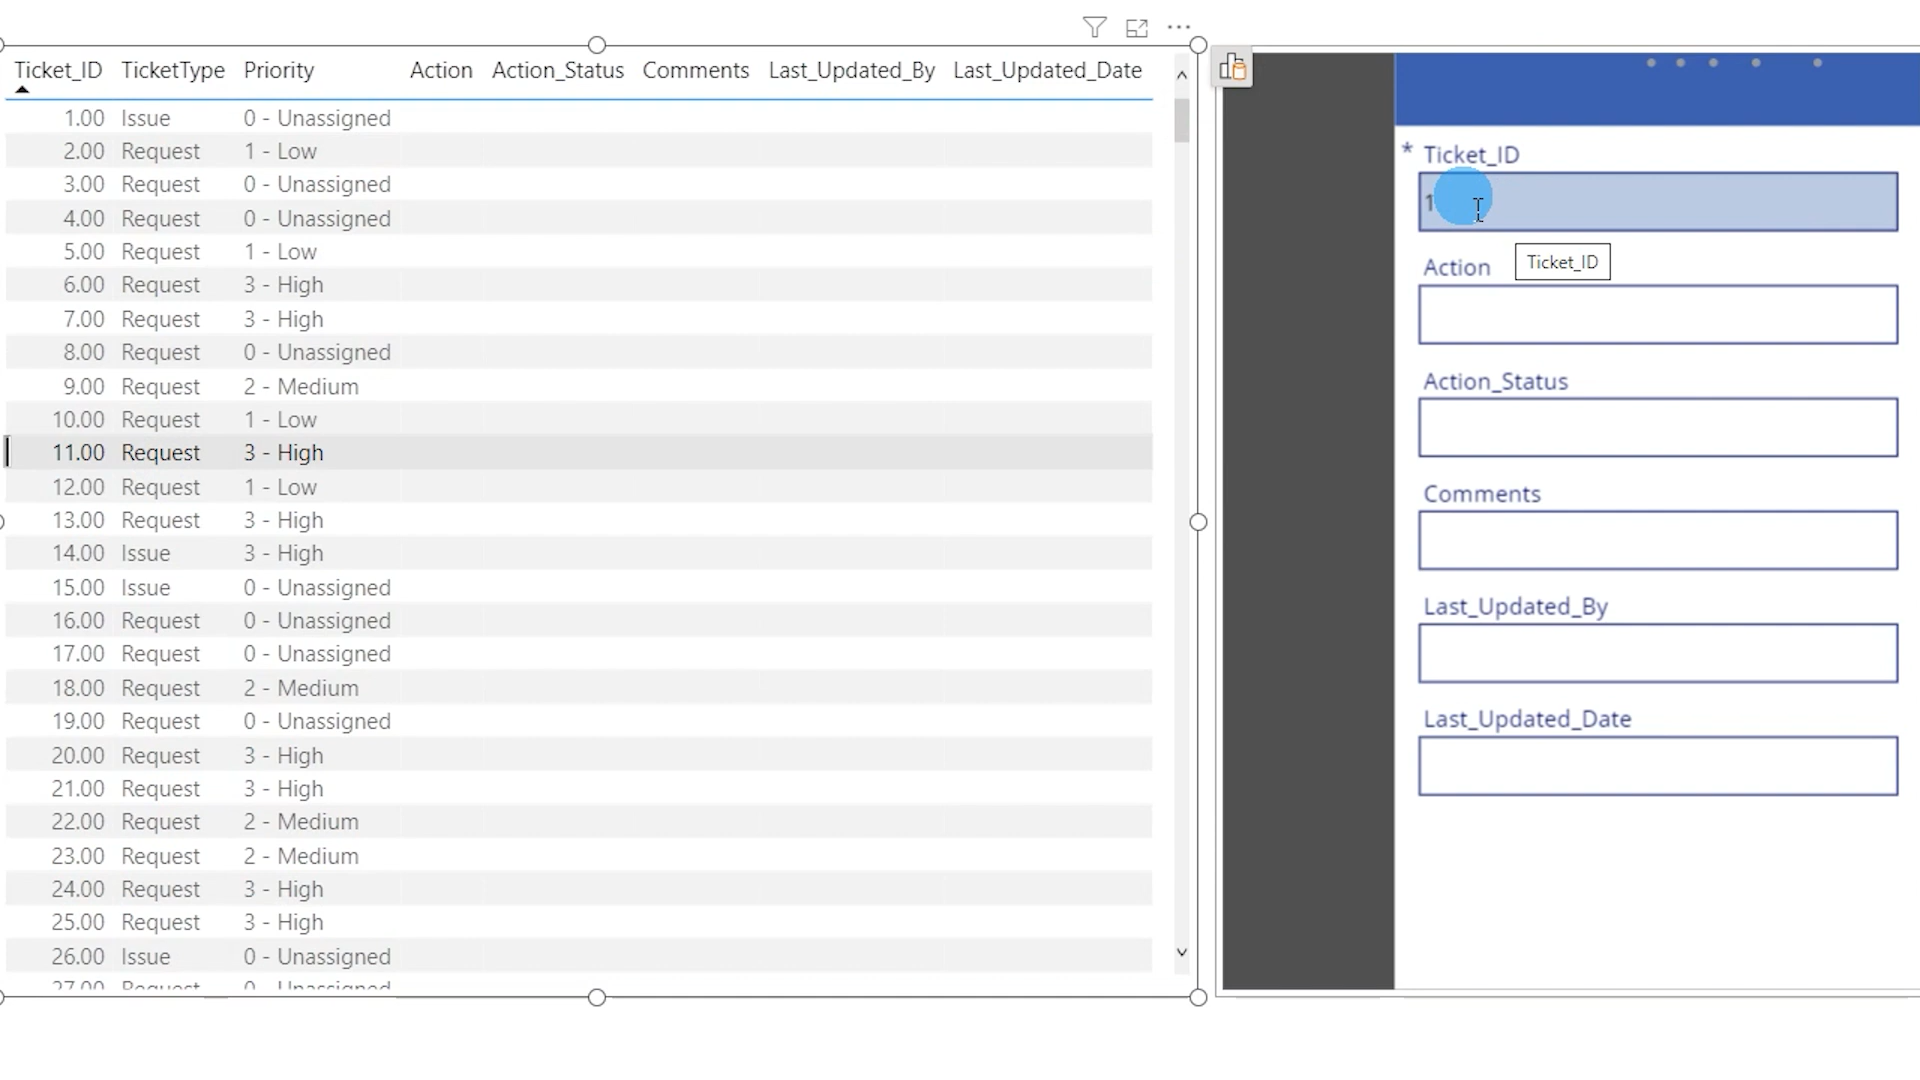 Ticket_ID TicketType Priority Action Action_Status Comments Last_Updated_By Last_Updated_Date
1.00 Issue 0 - Unassigned
2.00 Request 1 - Low
3.00 Request 0 - Unassigned
4.00 Request 0 - Unassigned
5.00 Request 1 - Low
6.00 Request 3 - High
7.00 Request 3 - High
8.00 Request 0 - Unassigned
9.00 Request 2 - Medium
10.00 Request 1 - Low
11.00 Request 3 - High
12.00 Request 1 - Low
13.00 Request 3 - High
14.00 Issue 3 - High
15.00 Issue 0 - Unassigned
16.00 Request 0 - Unassigned
17.00 Request 0 - Unassigned
18.00 Request 2 - Medium
19.00 Request 0 - Unassigned
20.00 Request 3 - High
21.00 Request 3 - High
22.00 Request 2 - Medium
23.00 Request 2 - Medium
24.00 Request 3 - High
25.00 Request 3 - High
26.00 Issue 0 - Unassigned
27.00 Request 0 - Unassigned
* Ticket_ID
1
Ticket_ID
Action
Action_Status
Comments
Last_Updated_By
Last_Updated_Date